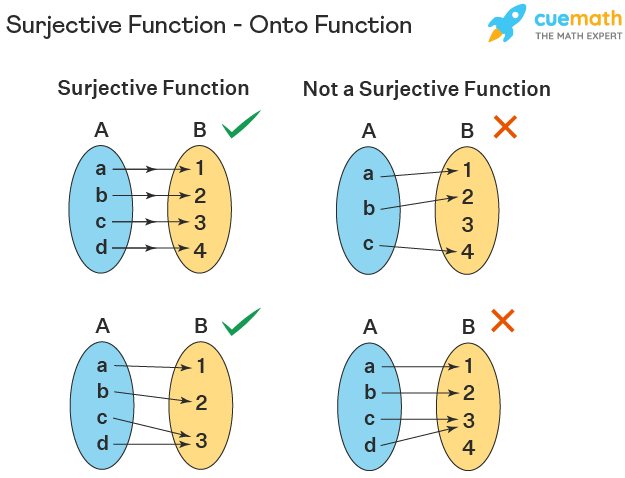 Surjective Function - Onto Function
cuemath
THE MATH EXPERT
Surjective Function
Not a Surjective Function
A B
a 1
b 2
c 3
d 4
A B
a 1
b 2
3
c 4
A B
a 1
b 2
c
d 3
A B
a 1
b 2
c 3
d 4